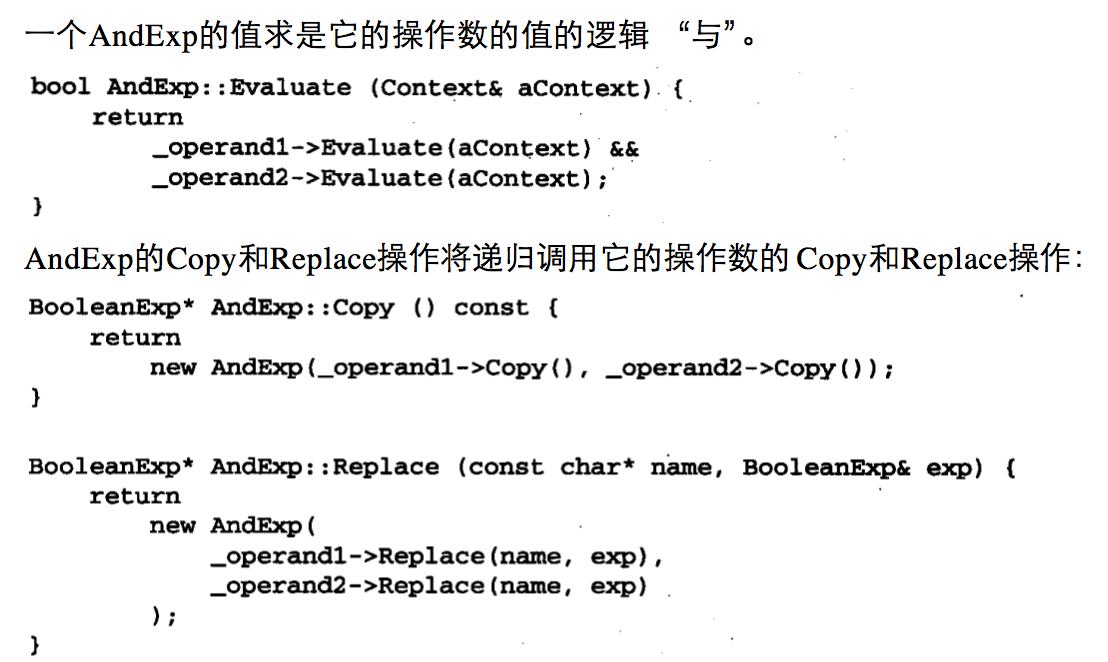 一个AndExp的值求是它的操作数的值的逻辑 “与”。
bool AndExp::Evaluate (Context& aContext) {
    return
        _operand1->Evaluate(aContext) &&
        _operand2->Evaluate(aContext);
}
AndExp的Copy和Replace操作将递归调用它的操作数的 Copy和Replace操作：
BooleanExp* AndExp::Copy () const {
    return
        new AndExp(_operand1->Copy(), _operand2->Copy());
}
BooleanExp* AndExp::Replace (const char* name, BooleanExp& exp) {
    return
        new AndExp(
            _operand1->Replace(name, exp),
            _operand2->Replace(name, exp)
        );
}